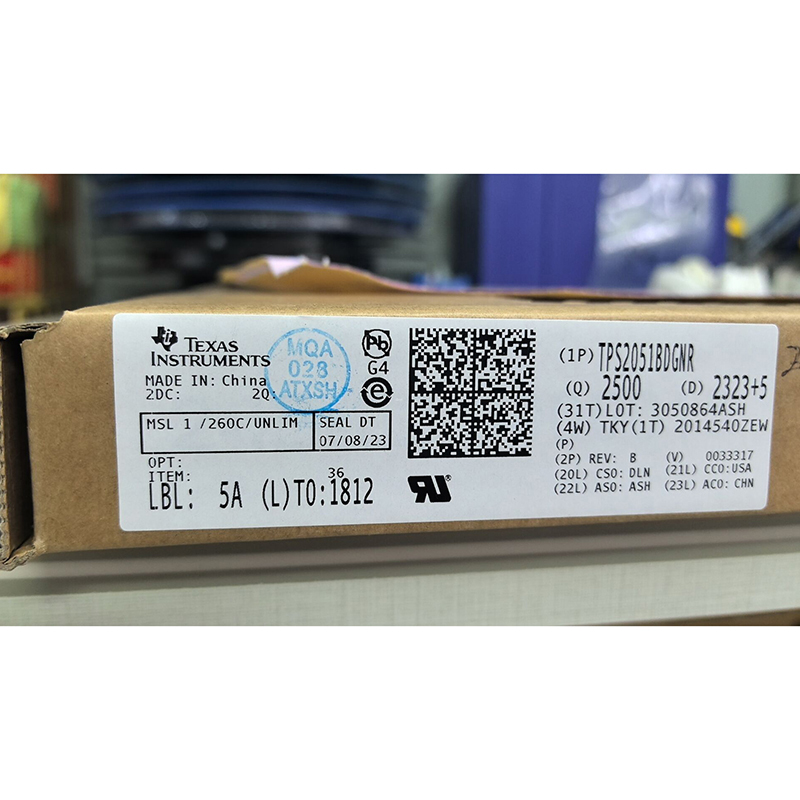 TEXAS
INSTRUMENTS
MADE IN: China
2DC: 2Q:
MQA
028
ATXSH
Pb
G4
e
MSL 1 /260C/UNLIM
SEAL DT
07/08/23
OPT:
ITEM:
36
LBL: 5A (L)TO:1812
(1P) TPS2051BDGNR
(Q) 2500 (D) 2323+5
(31T)LOT: 3050864ASH
(4W) TKY(1T) 2014540ZEW
(P)
(2P) REV: B (V) 0033317
(20L) CSO: DLN (21L) CCO:USA
(22L) ASO: ASH (23L) ACO: CHN